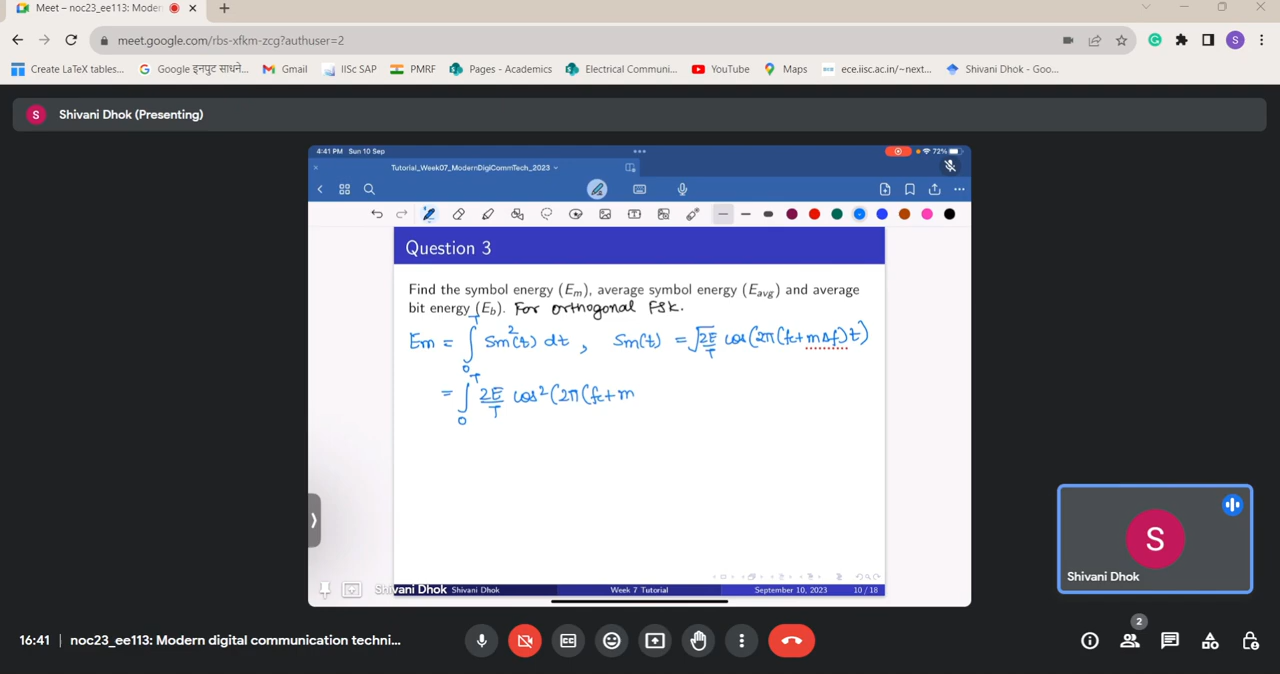 Meet – noc23_ee113: Modern
meet.google.com/rbs-xfkm-zcg?authuser=2
Create LaTeX tables... Google इनपुट साधने... Gmail IISc SAP PMRF Pages - Academics Electrical Communi... YouTube Maps ece.iisc.ac.in/~next... Shivani Dhok - Goo...
S Shivani Dhok (Presenting)
4:41 PM Sun 10 Sep 72%
Tutorial_Week07_ModernDigiCommTech_2023
Question 3
Find the symbol energy (E_m), average symbol energy (E_avg) and average
bit energy (E_b). For orthogonal FSK.
Em = ∫₀ᵀ Sm²(t) dt , Sm(t) = √(2E/T) cos(2π(fc+mΔf)t)
= ∫₀ᵀ 2E/T cos²(2π(fc+m
S
Shivani Dhok
Shivani Dhok Shivani Dhok Week 7 Tutorial September 10, 2023 10 / 18
16:41 noc23_ee113: Modern digital communication techni...
2